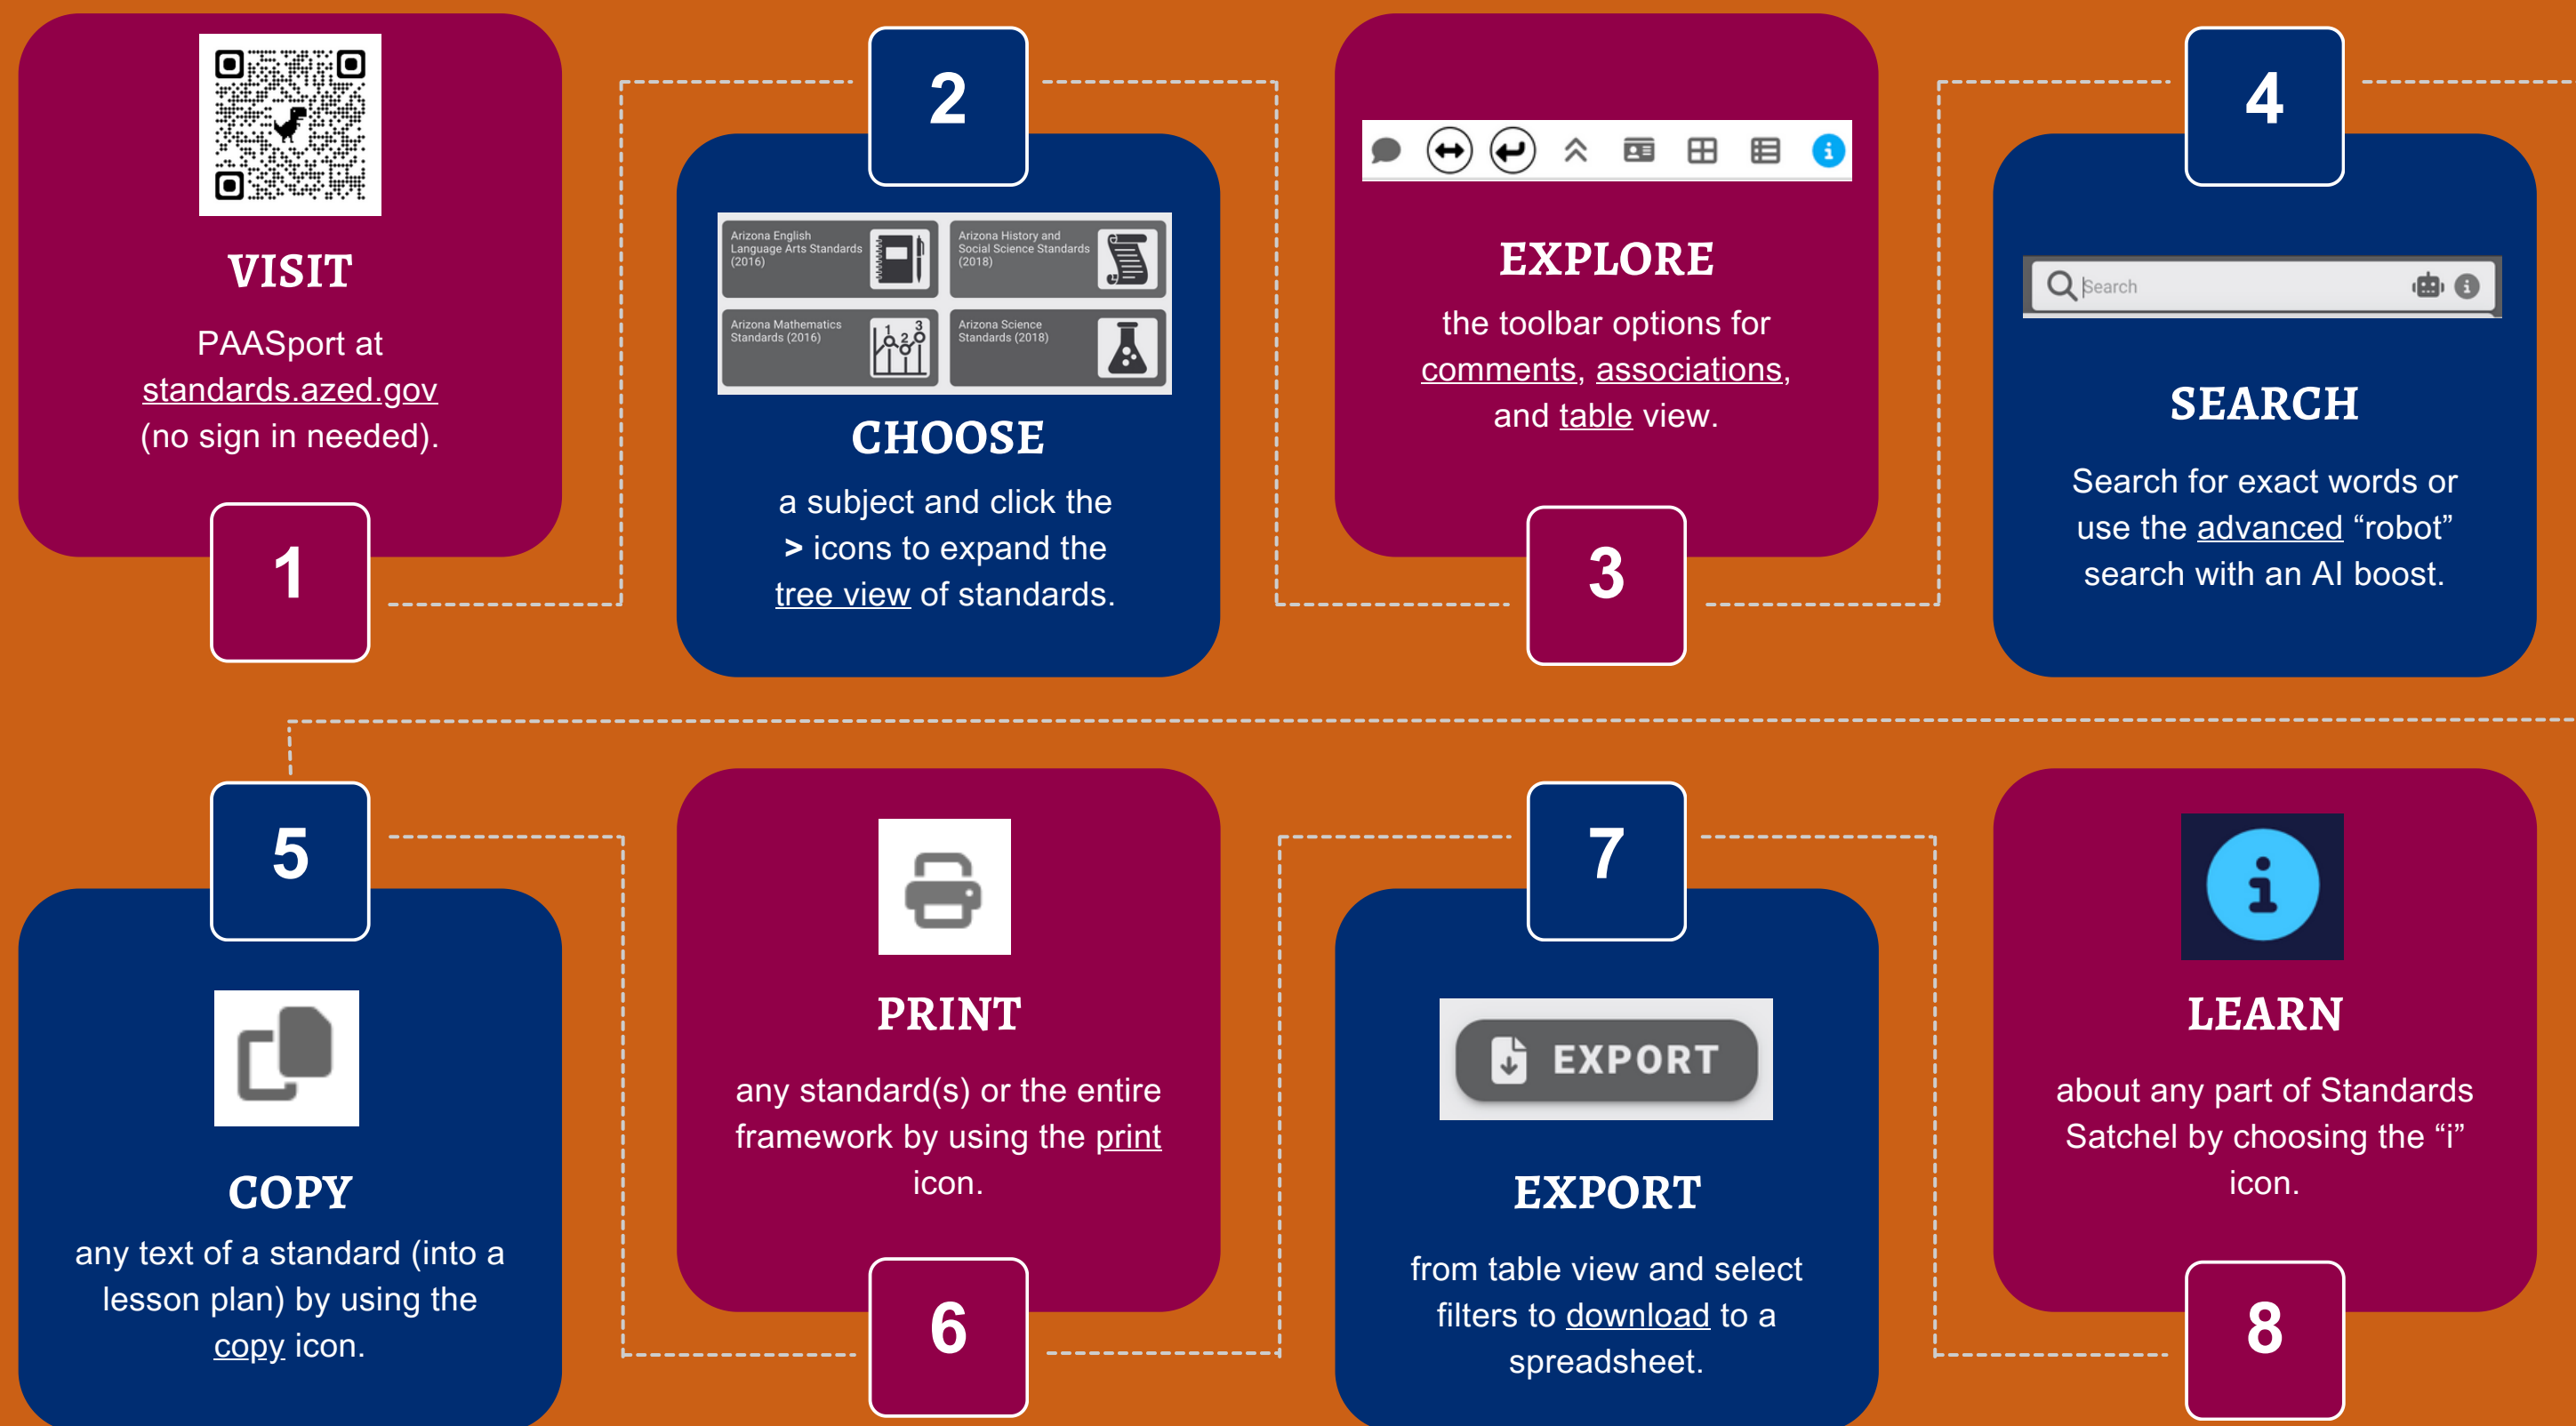 VISIT
PAASport at
standards.azed.gov
(no sign in needed).
1
2
Arizona English
Language Arts Standards
(2016)
Arizona History and
Social Science Standards
(2018)
Arizona Mathematics
Standards (2016)
1 2 3
Arizona Science
Standards (2018)
CHOOSE
a subject and click the
> icons to expand the
tree view of standards.
EXPLORE
the toolbar options for
comments, associations,
and table view.
3
4
Search
SEARCH
Search for exact words or
use the advanced “robot”
search with an AI boost.
5
COPY
any text of a standard (into a
lesson plan) by using the
copy icon.
PRINT
any standard(s) or the entire
framework by using the print
icon.
6
7
EXPORT
EXPORT
from table view and select
filters to download to a
spreadsheet.
i
LEARN
about any part of Standards
Satchel by choosing the “i”
icon.
8